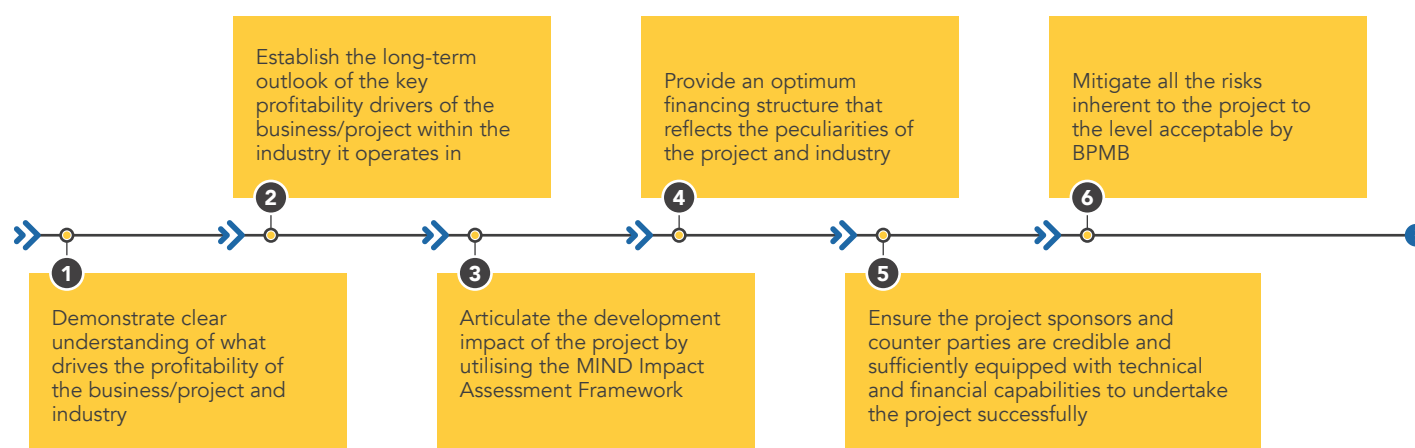 1
Demonstrate clear
understanding of what
drives the profitability of
the business/project and
industry
Establish the long-term
outlook of the key
profitability drivers of the
business/project within the
industry it operates in
2
3
Articulate the development
impact of the project by
utilising the MIND Impact
Assessment Framework
Provide an optimum
financing structure that
reflects the peculiarities of
the project and industry
4
5
Ensure the project sponsors and
counter parties are credible and
sufficiently equipped with technical
and financial capabilities to undertake
the project successfully
Mitigate all the risks
inherent to the project to
the level acceptable by
BPMB
6